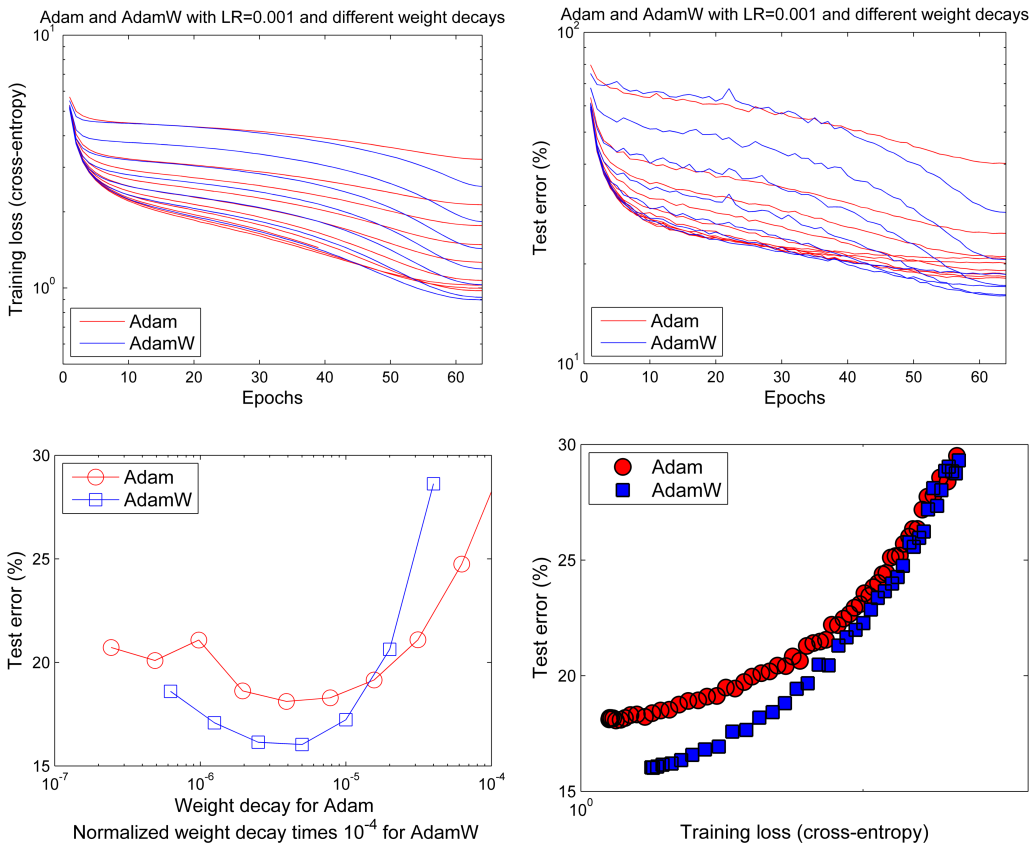 Adam and AdamW with LR=0.001 and different weight decays
10^1
10^0
Training loss (cross-entropy)
Adam
AdamW
0 10 20 30 40 50 60
Epochs
Adam and AdamW with LR=0.001 and different weight decays
10^2
10^1
Test error (%)
Adam
AdamW
0 10 20 30 40 50 60
Epochs
30
25
20
15
Test error (%)
Adam
AdamW
10^-7 10^-6 10^-5 10^-4
Weight decay for Adam
Normalized weight decay times 10^-4 for AdamW
30
25
20
15
Test error (%)
Adam
AdamW
10^0
Training loss (cross-entropy)